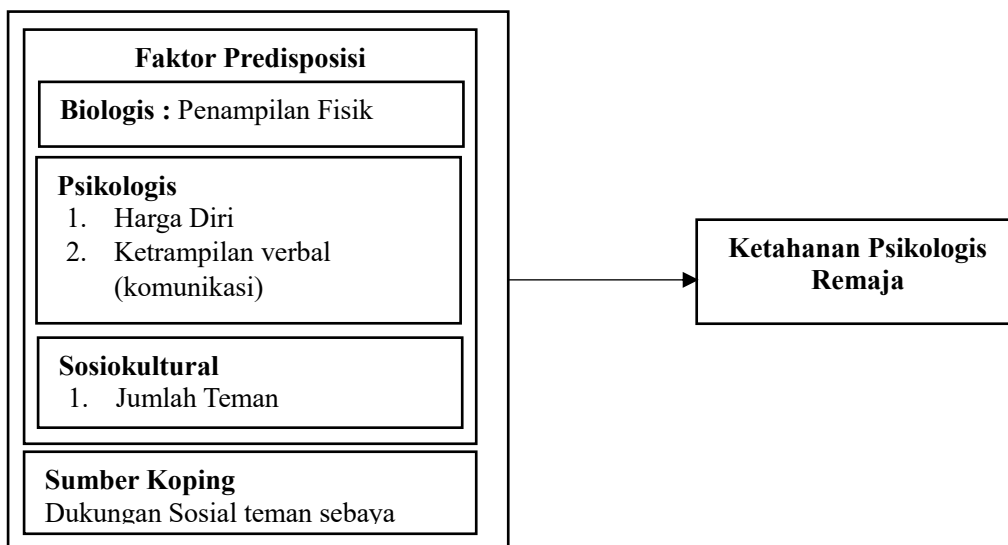 Faktor Predisposisi
Biologis : Penampilan Fisik
Psikologis
1. Harga Diri
2. Ketrampilan verbal
(komunikasi)
Sosiokultural
1. Jumlah Teman
Sumber Koping
Dukungan Sosial teman sebaya
Ketahanan Psikologis
Remaja